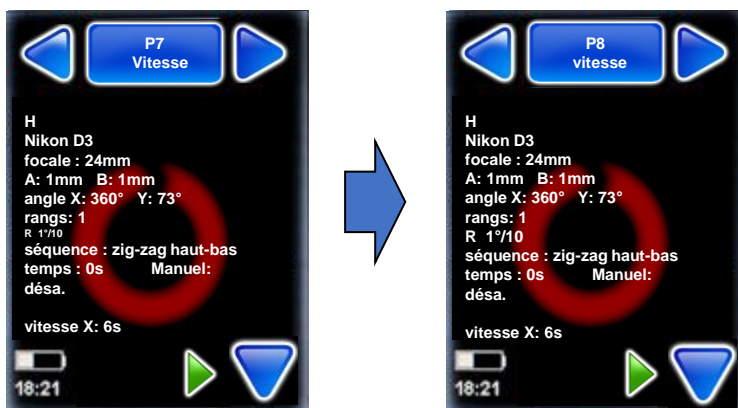 P7
Vitesse
H
Nikon D3
focale : 24mm
A: 1mm B: 1mm
angle X: 360° Y: 73°
rangs: 1
R 1°/10
séquence : zig-zag haut-bas
temps : 0s Manuel:
désa.
vitesse X: 6s
18:21
P8
vitesse
H
Nikon D3
focale : 24mm
A: 1mm B: 1mm
angle X: 360° Y: 73°
rangs: 1
R 1°/10
séquence : zig-zag haut-bas
temps : 0s Manuel:
désa.
vitesse X: 6s
18:21